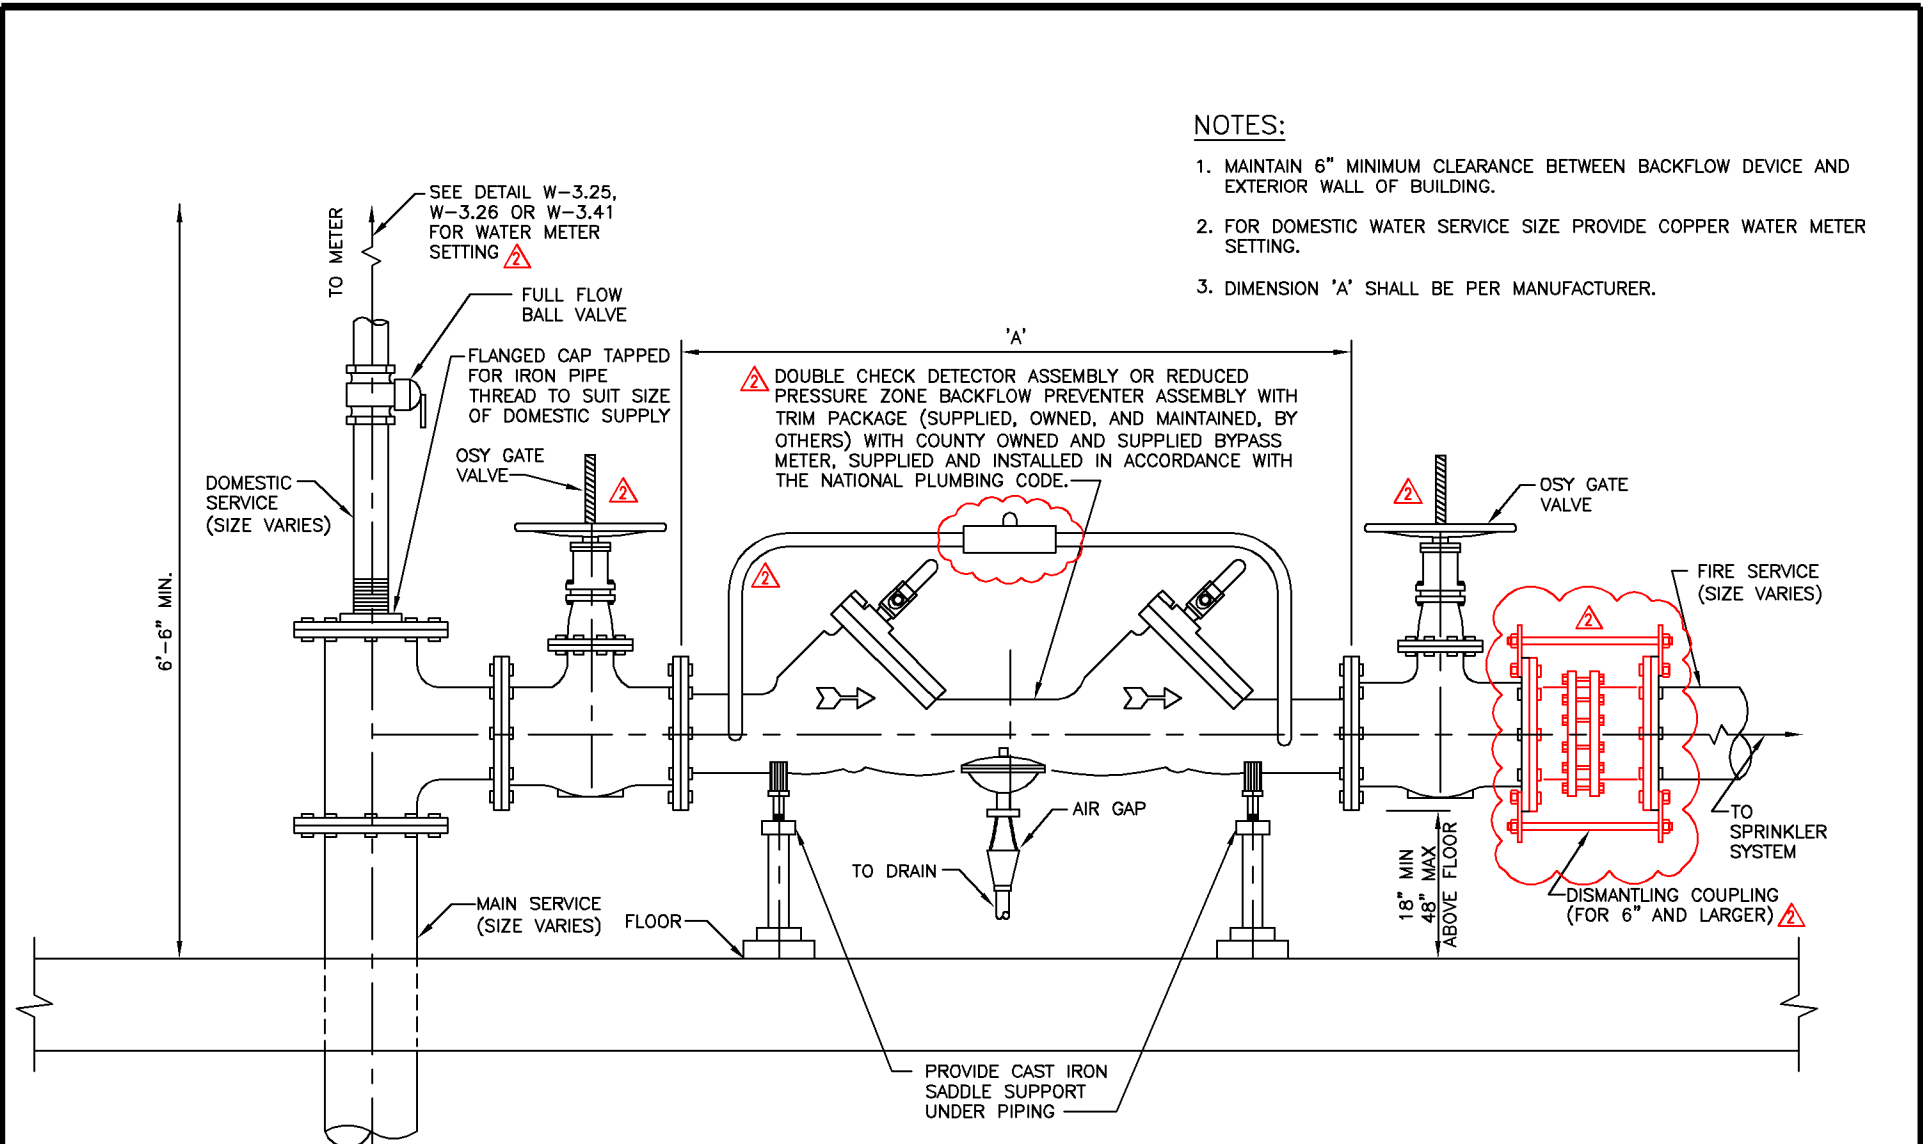 NOTES:
1. MAINTAIN 6" MINIMUM CLEARANCE BETWEEN BACKFLOW DEVICE AND
EXTERIOR WALL OF BUILDING.
2. FOR DOMESTIC WATER SERVICE SIZE PROVIDE COPPER WATER METER
SETTING.
3. DIMENSION 'A' SHALL BE PER MANUFACTURER.
SEE DETAIL W-3.25,
W-3.26 OR W-3.41
FOR WATER METER
SETTING 2
TO METER
FULL FLOW
BALL VALVE
FLANGED CAP TAPPED
FOR IRON PIPE
THREAD TO SUIT SIZE
OF DOMESTIC SUPPLY
OSY GATE
VALVE
2
DOMESTIC
SERVICE
(SIZE VARIES)
6'-6" MIN.
'A'
2 DOUBLE CHECK DETECTOR ASSEMBLY OR REDUCED
PRESSURE ZONE BACKFLOW PREVENTER ASSEMBLY WITH
TRIM PACKAGE (SUPPLIED, OWNED, AND MAINTAINED, BY
OTHERS) WITH COUNTY OWNED AND SUPPLIED BYPASS
METER, SUPPLIED AND INSTALLED IN ACCORDANCE WITH
THE NATIONAL PLUMBING CODE.
2
2
OSY GATE
VALVE
FIRE SERVICE
(SIZE VARIES)
2
AIR GAP
TO DRAIN
18" MIN
48" MAX
ABOVE FLOOR
TO
SPRINKLER
SYSTEM
DISMANTLING COUPLING
(FOR 6" AND LARGER) 2
MAIN SERVICE
(SIZE VARIES)
FLOOR
PROVIDE CAST IRON
SADDLE SUPPORT
UNDER PIPING